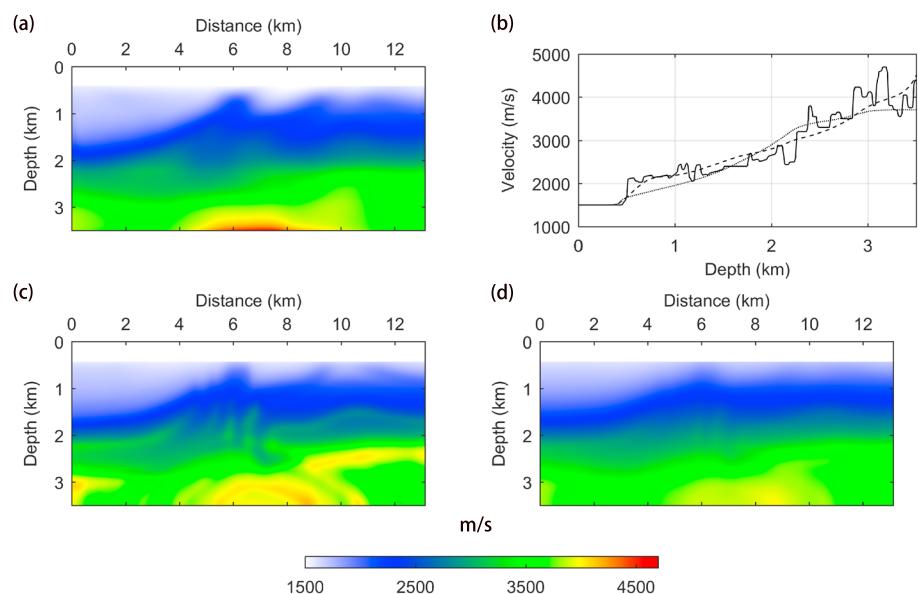 (a)
Distance (km)
0 2 4 6 8 10 12
Depth (km)
0
1
2
3
(b)
Velocity (m/s)
5000
4000
3000
2000
1000
0 1 2 3
Depth (km)
(c)
Distance (km)
0 2 4 6 8 10 12
Depth (km)
0
1
2
3
(d)
Distance (km)
0 2 4 6 8 10 12
Depth (km)
0
1
2
3
m/s
1500 2500 3500 4500